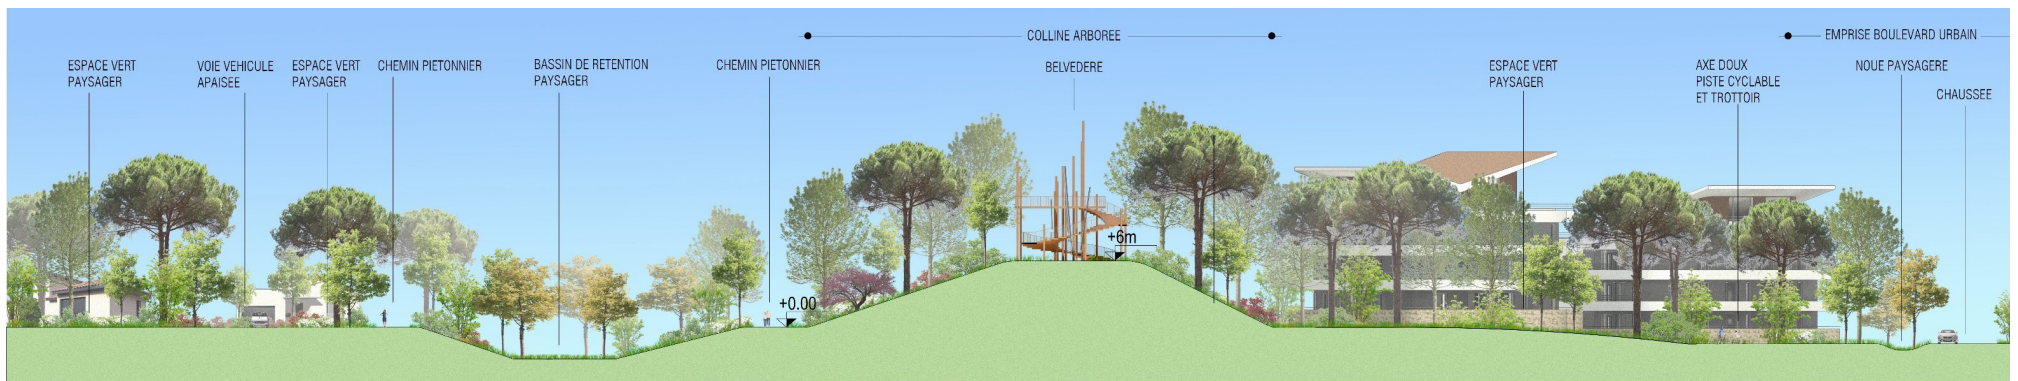 COLLINE ARBOREE
EMPRISE BOULEVARD URBAIN
ESPACE VERT
PAYSAGER
VOIE VEHICULE
APAISEE
ESPACE VERT
PAYSAGER
CHEMIN PIETONNIER
BASSIN DE RETENTION
PAYSAGER
CHEMIN PIETONNIER
BELVEDERE
ESPACE VERT
PAYSAGER
AXE DOUX
PISTE CYCLABLE
ET TROTTOIR
NOUE PAYSAGERE
CHAUSSEE
+6m
+0.00